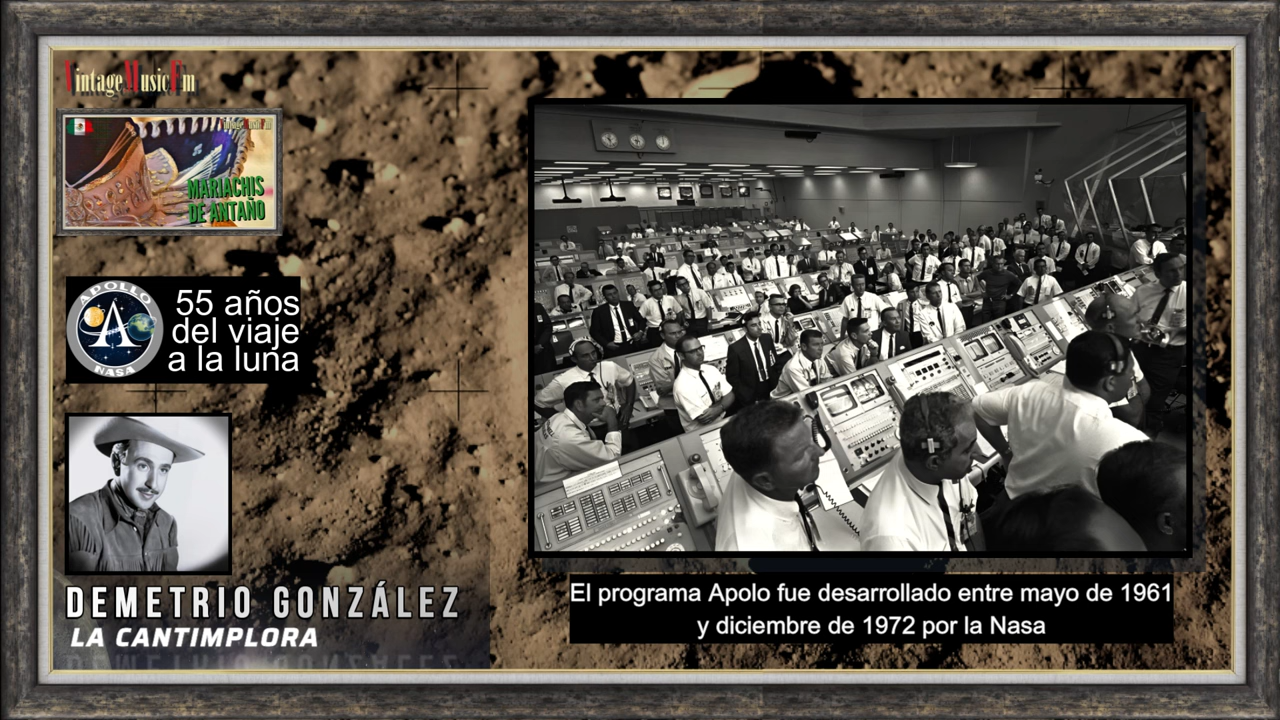 VintageMusicFm
MARIACHIS
DE ANTAÑO
APOLLO
NASA
55 años
del viaje
a la luna
DEMETRIO GONZÁLEZ
LA CANTIMPLORA
El programa Apolo fue desarrollado entre mayo de 1961
y diciembre de 1972 por la Nasa